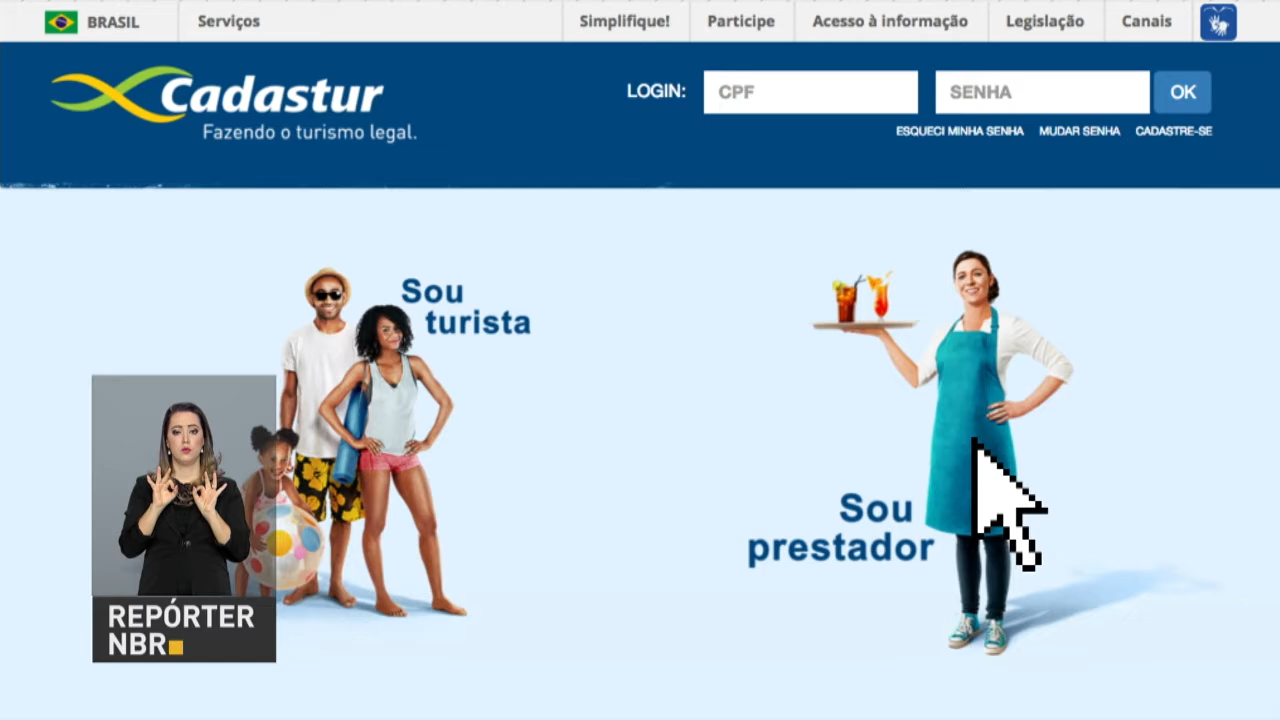 BRASIL
Serviços
Simplifique!
Participe
Acesso à informação
Legislação
Canais
Cadastur
Fazendo o turismo legal.
LOGIN:
CPF
SENHA
OK
ESQUECI MINHA SENHA
MUDAR SENHA
CADASTRE-SE
Sou
turista
Sou
prestador
REPÓRTER
NBR